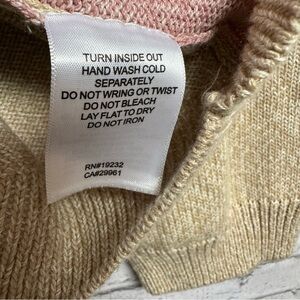 TURN INSIDE OUT
HAND WASH COLD
SEPARATELY
DO NOT WRING OR TWIST
DO NOT BLEACH
LAY FLAT TO DRY
DO NOT IRON
RN#19232
CA#29961